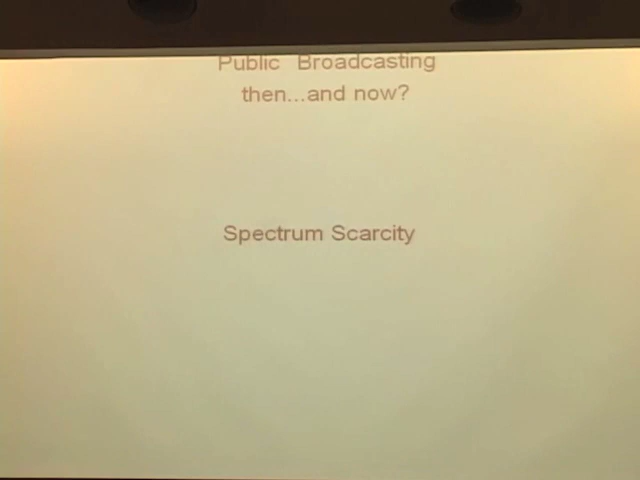 Public Broadcasting
then...and now?
Spectrum Scarcity